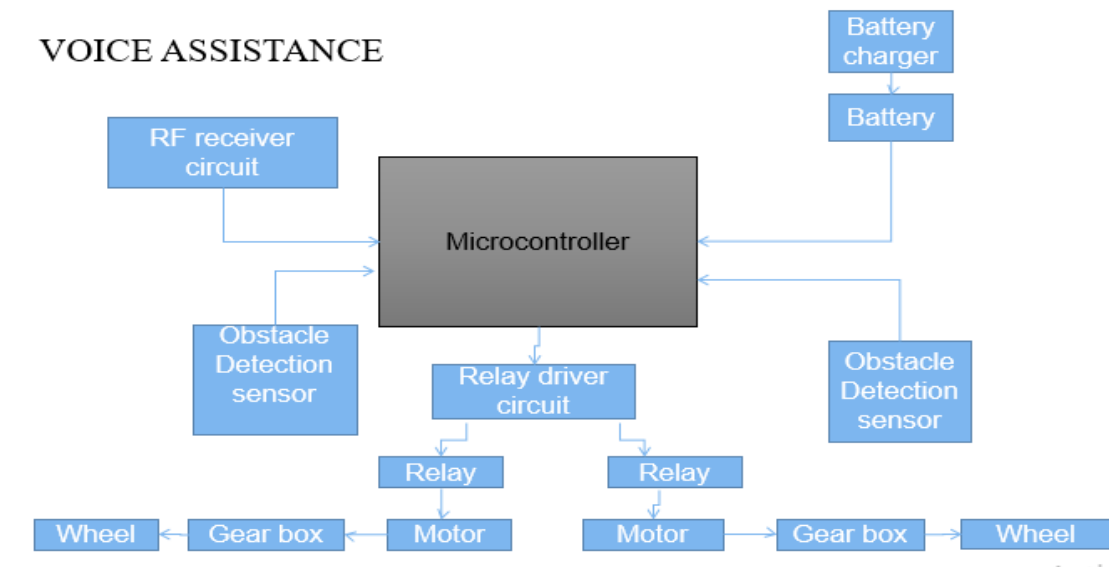 VOICE ASSISTANCE
Battery
charger
Battery
RF receiver
circuit
Microcontroller
Obstacle
Detection
sensor
Relay driver
circuit
Obstacle
Detection
sensor
Relay
Relay
Wheel
Gear box
Motor
Motor
Gear box
Wheel